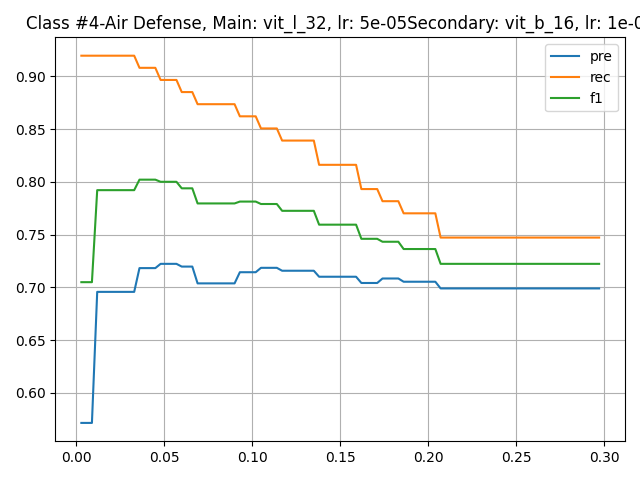 Class #4-Air Defense, Main: vit_l_32, lr: 5e-05Secondary: vit_b_16, lr: 1e-0
pre
rec
f1
0.90
0.85
0.80
0.75
0.70
0.65
0.60
0.00 0.05 0.10 0.15 0.20 0.25 0.30